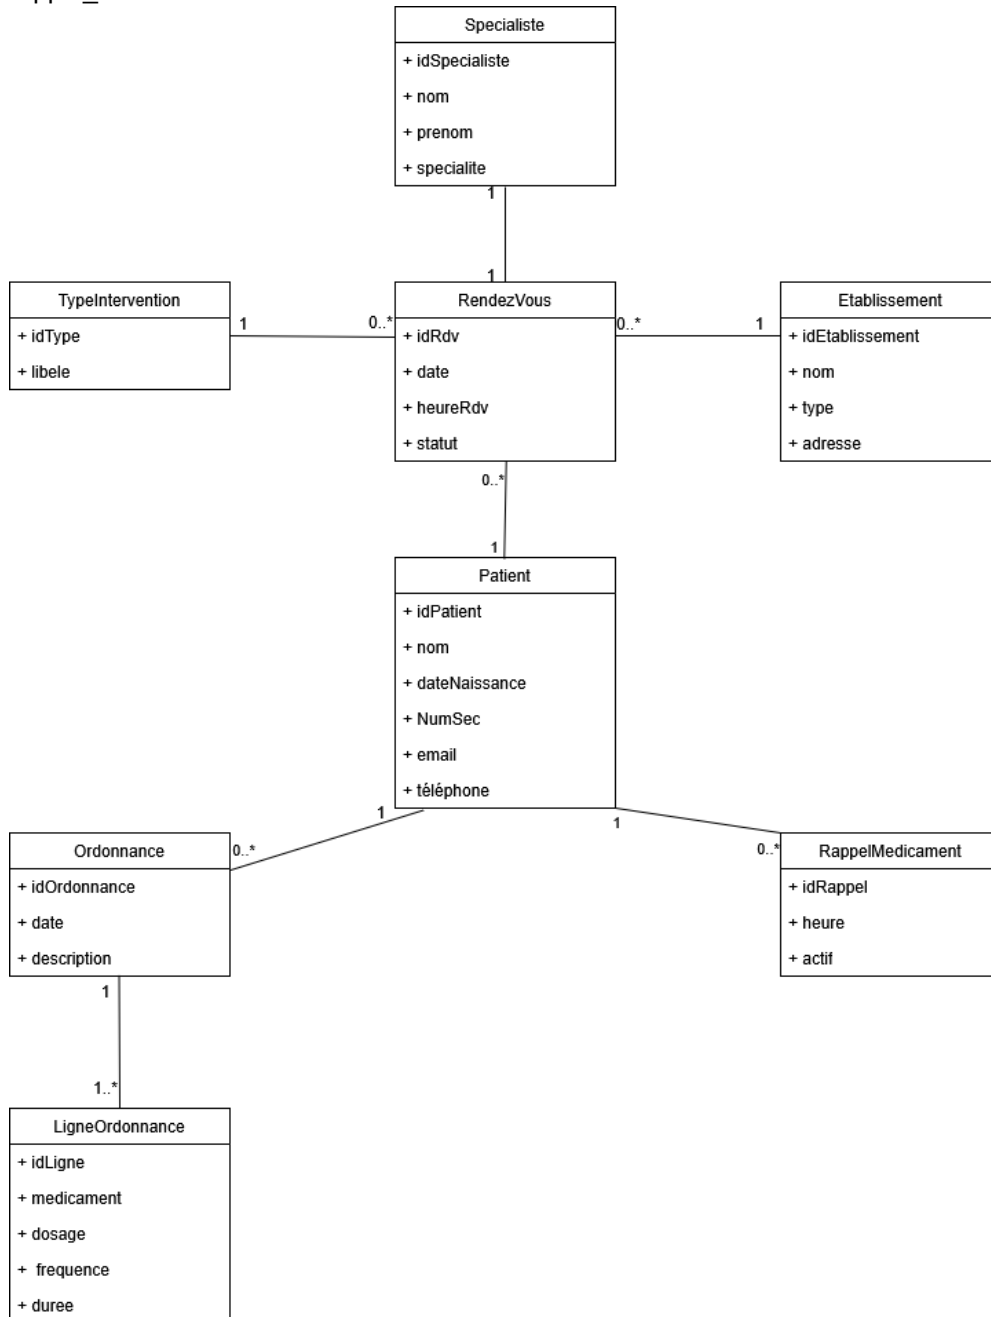 Specialiste
+ idSpecialiste
+ nom
+ prenom
+ specialite
1
1
TypeIntervention
+ idType
+ libele
1
0..*
RendezVous
+ idRdv
+ date
+ heureRdv
+ statut
0..*
1
Etablissement
+ idEtablissement
+ nom
+ type
+ adresse
0..*
1
Patient
+ idPatient
+ nom
+ dateNaissance
+ NumSec
+ email
+ téléphone
1
0..*
1
0..*
Ordonnance
+ idOrdonnance
+ date
+ description
RappelMedicament
+ idRappel
+ heure
+ actif
1
1..*
LigneOrdonnance
+ idLigne
+ medicament
+ dosage
+ frequence
+ duree